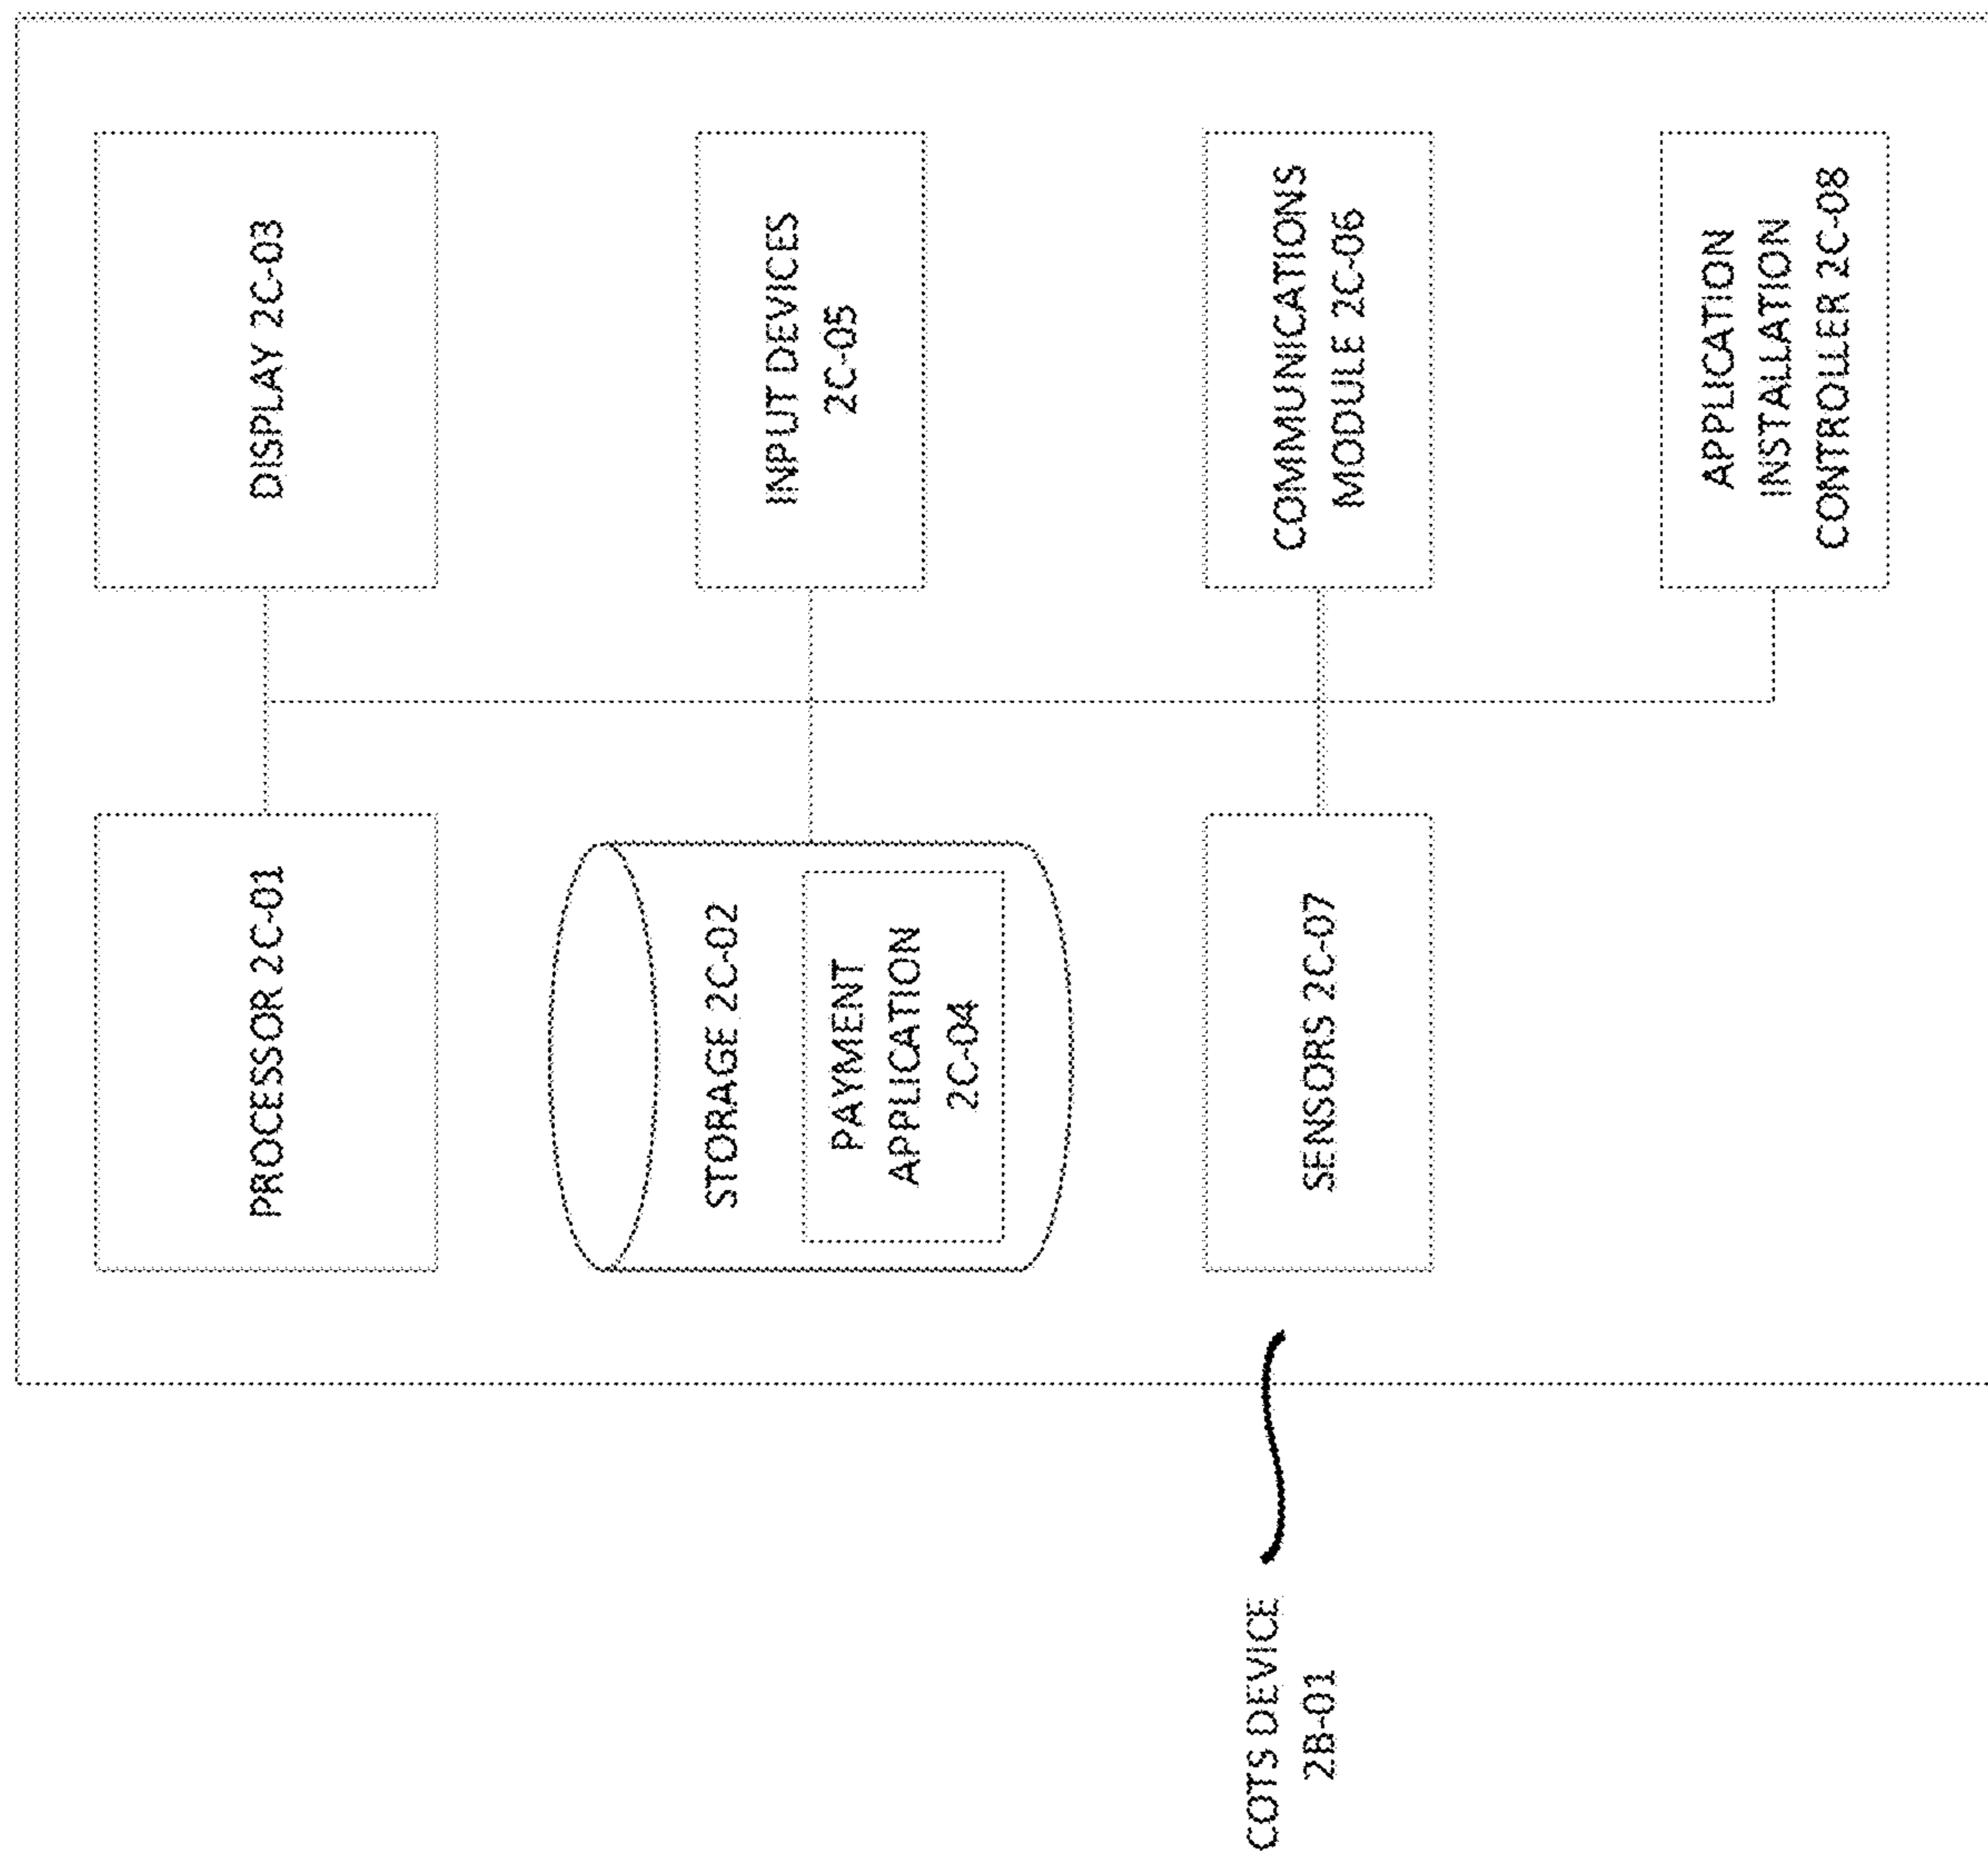 COTS DEVICE
2B-01
PROCESSOR 2C-01
DISPLAY 2C-03
STORAGE 2C-02
PAYMENT
APPLICATION
2C-04
INPUT DEVICES
2C-05
SENSORS 2C-07
COMMUNICATIONS
MODULE 2C-06
APPLICATION
INSTALLATION
CONTROLLER 2C-08